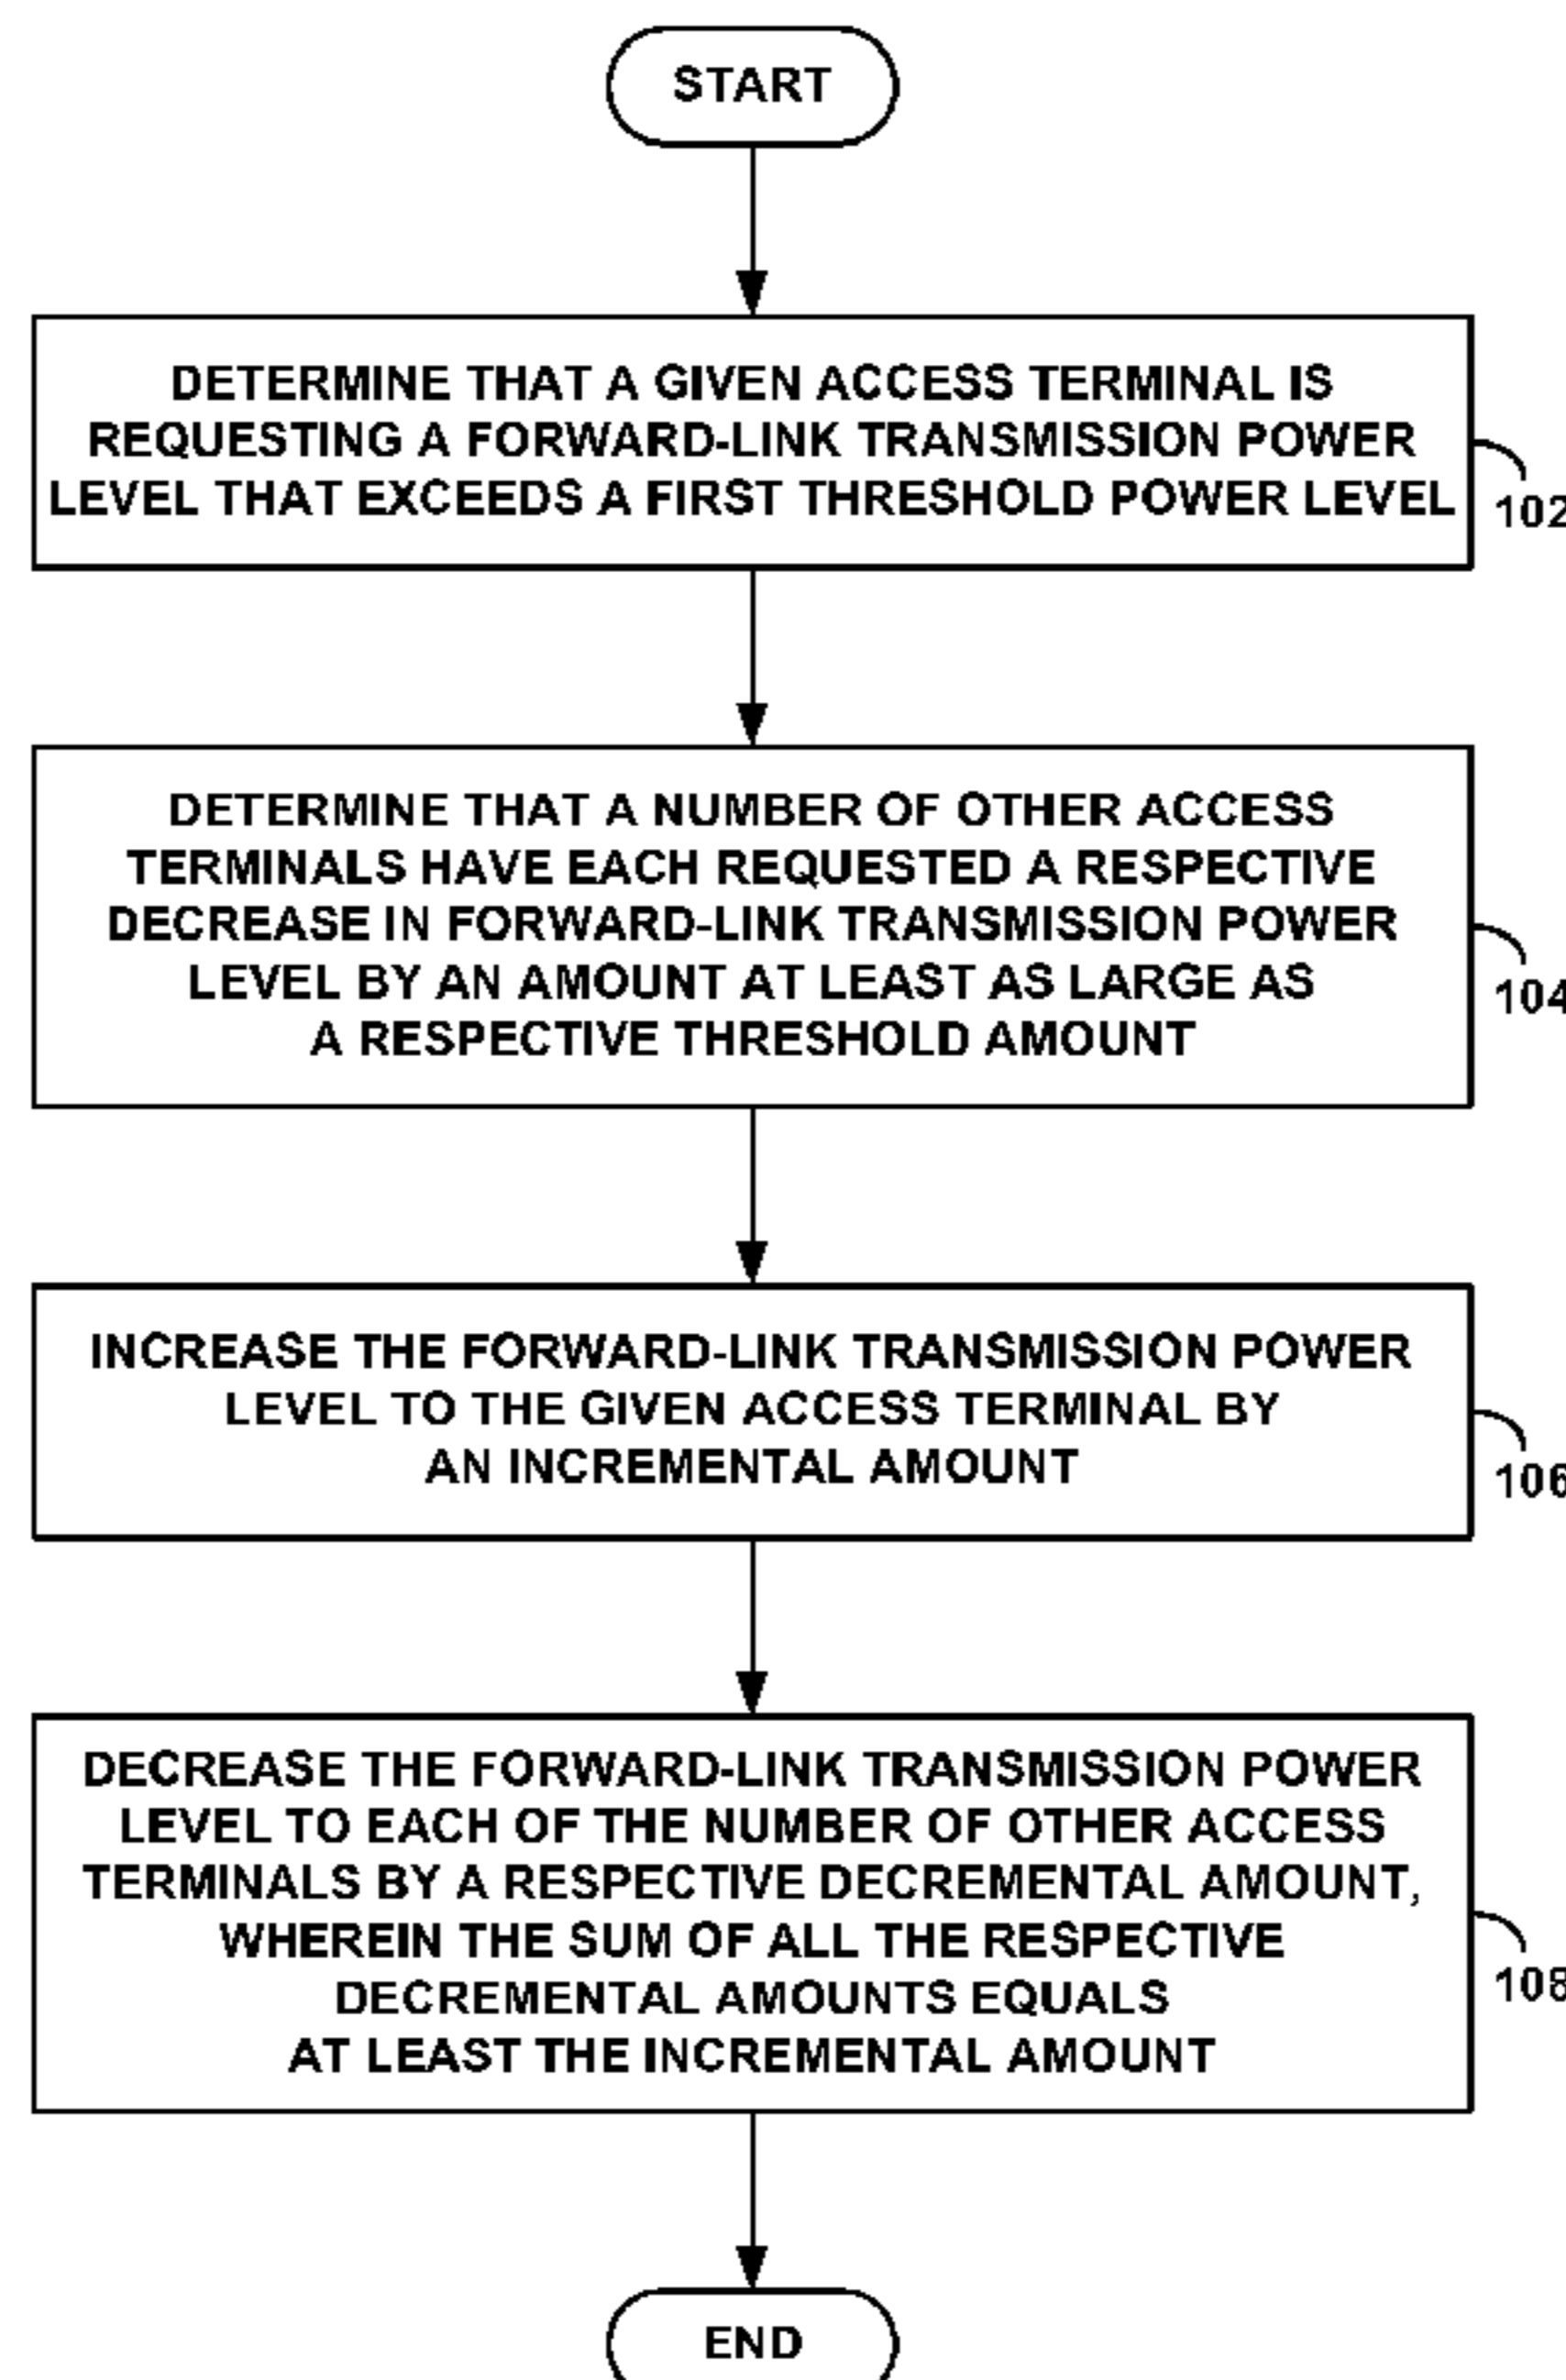 START
DETERMINE THAT A GIVEN ACCESS TERMINAL IS
REQUESTING A FORWARD-LINK TRANSMISSION POWER
LEVEL THAT EXCEEDS A FIRST THRESHOLD POWER LEVEL
102
DETERMINE THAT A NUMBER OF OTHER ACCESS
TERMINALS HAVE EACH REQUESTED A RESPECTIVE
DECREASE IN FORWARD-LINK TRANSMISSION POWER
LEVEL BY AN AMOUNT AT LEAST AS LARGE AS
A RESPECTIVE THRESHOLD AMOUNT
104
INCREASE THE FORWARD-LINK TRANSMISSION POWER
LEVEL TO THE GIVEN ACCESS TERMINAL BY
AN INCREMENTAL AMOUNT
106
DECREASE THE FORWARD-LINK TRANSMISSION POWER
LEVEL TO EACH OF THE NUMBER OF OTHER ACCESS
TERMINALS BY A RESPECTIVE DECREMENTAL AMOUNT,
WHEREIN THE SUM OF ALL THE RESPECTIVE
DECREMENTAL AMOUNTS EQUALS
AT LEAST THE INCREMENTAL AMOUNT
108
END